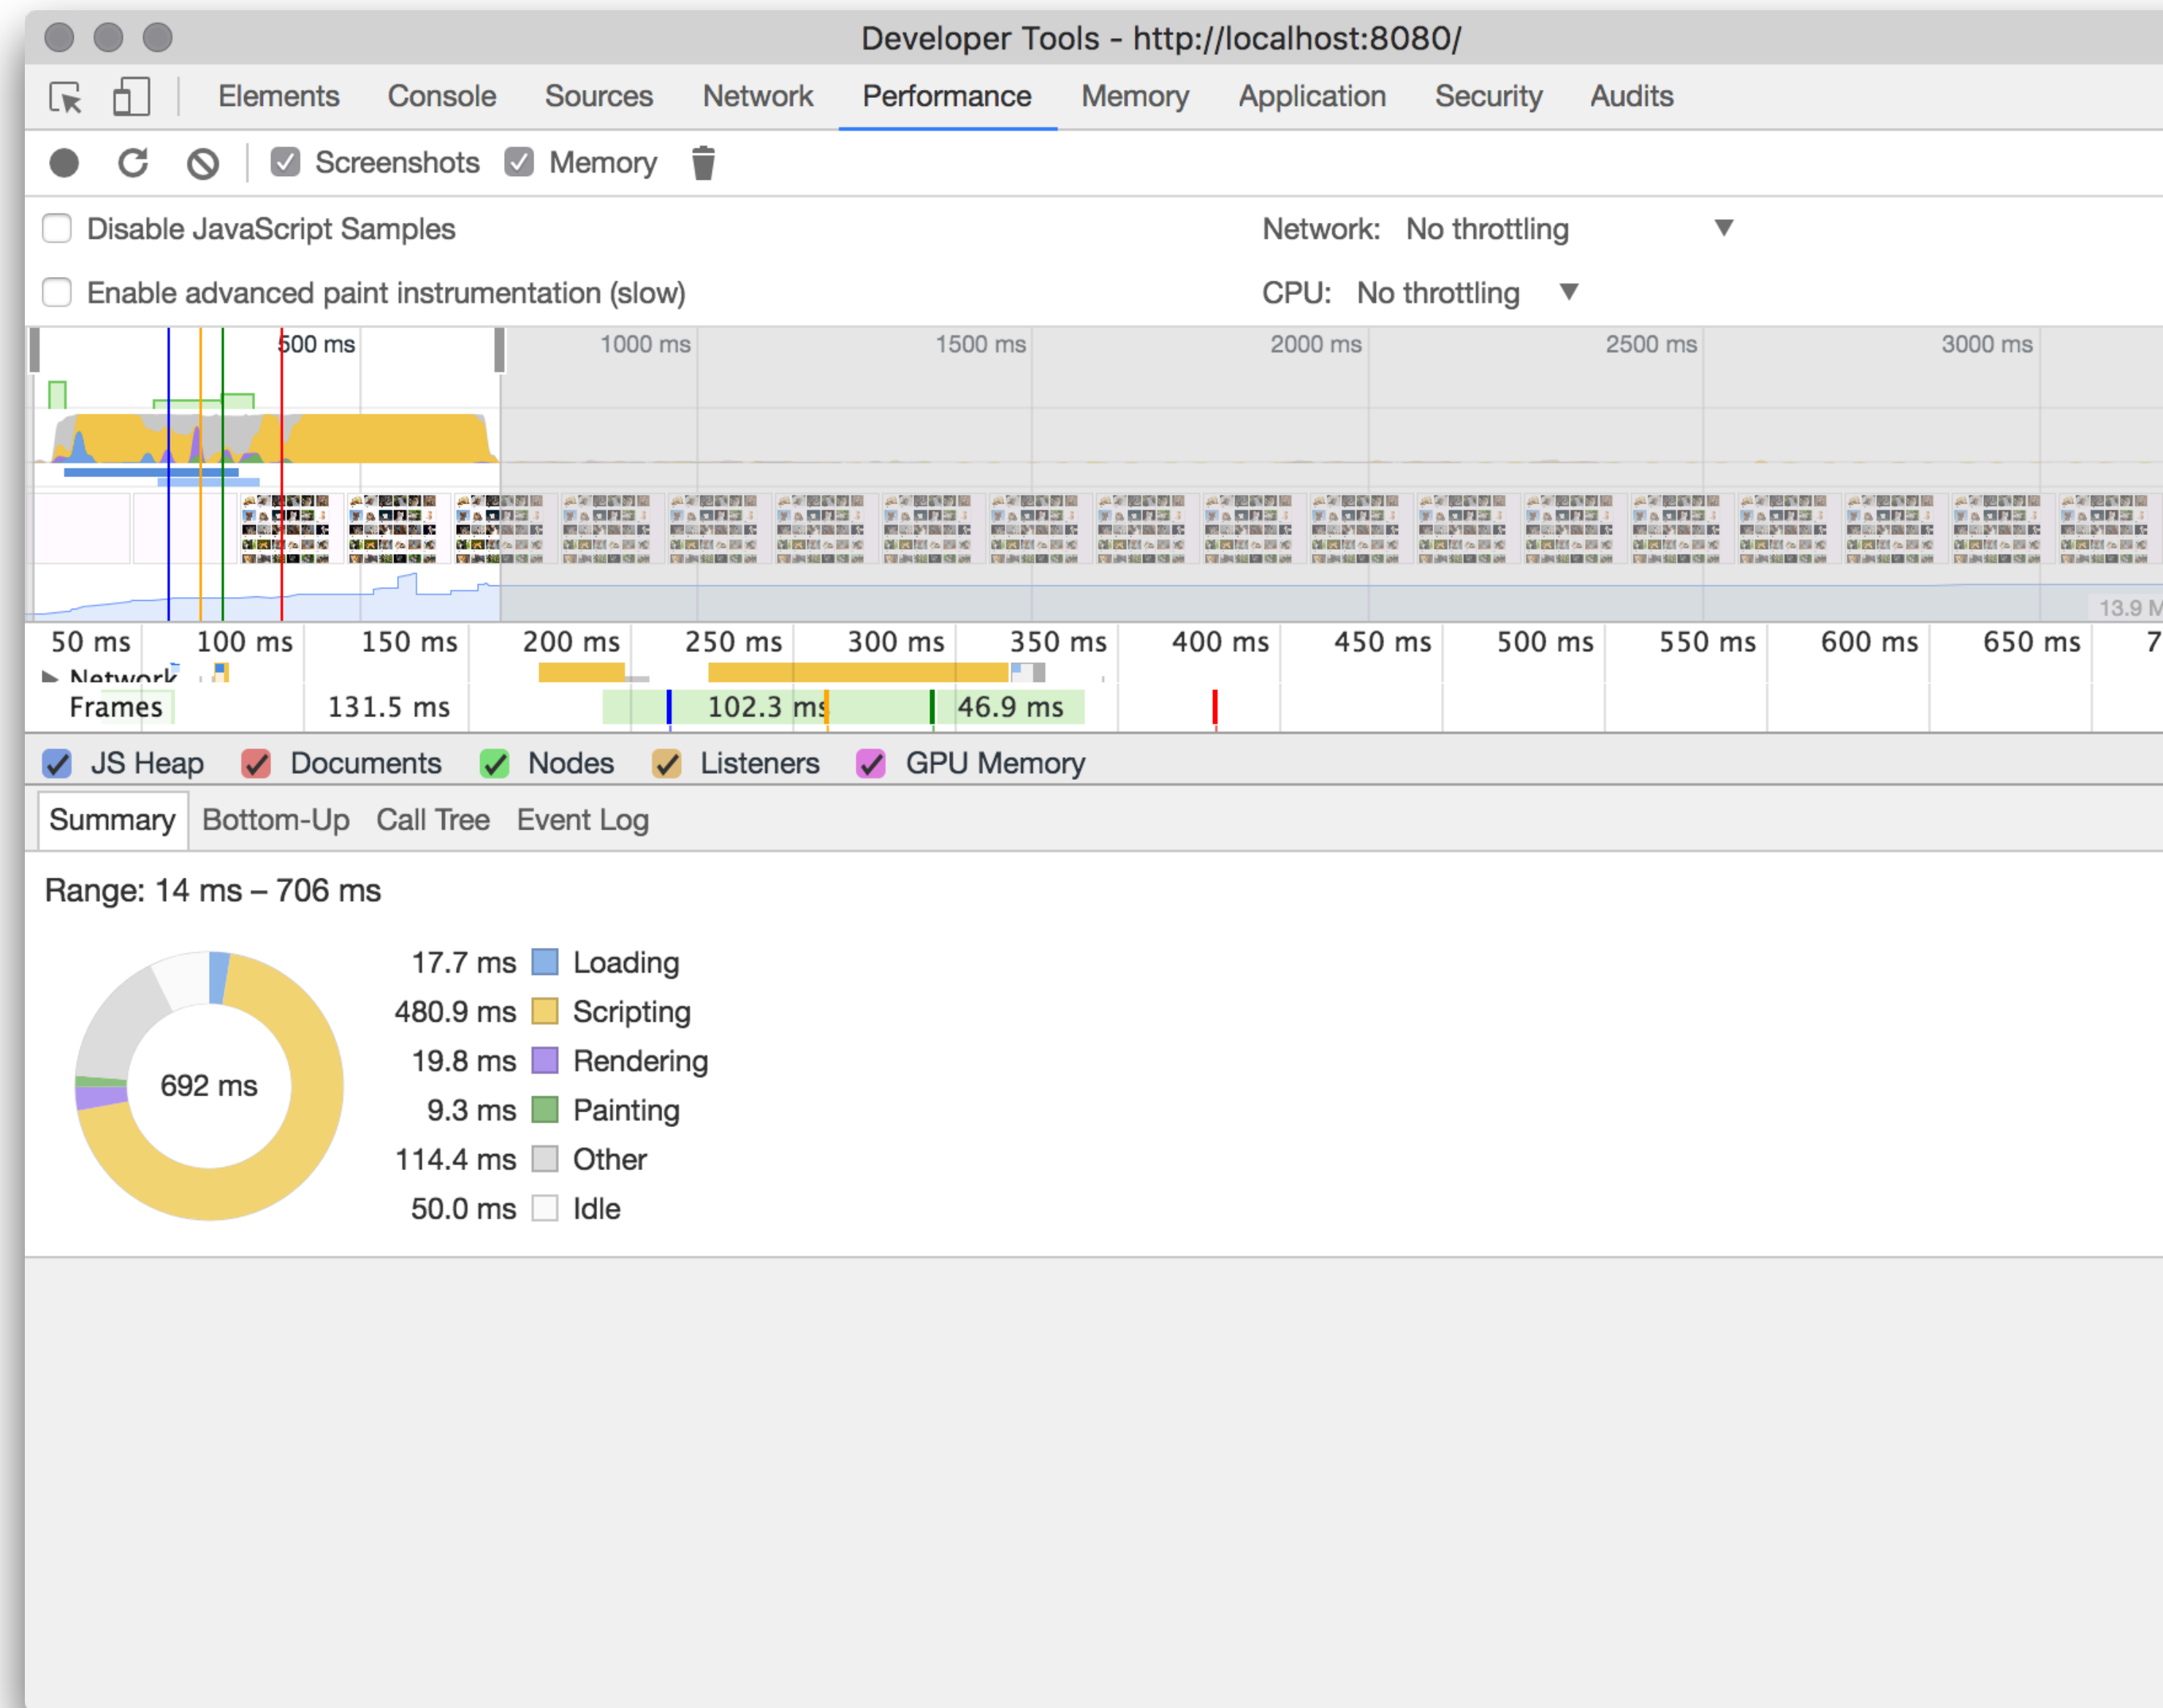 Developer Tools - http://localhost:8080/
Elements Console Sources Network Performance Memory Application Security Audits
Screenshots Memory
Disable JavaScript Samples Network: No throttling
Enable advanced paint instrumentation (slow) CPU: No throttling
500 ms 1000 ms 1500 ms 2000 ms 2500 ms 3000 ms
13.9 M
50 ms 100 ms 150 ms 200 ms 250 ms 300 ms 350 ms 400 ms 450 ms 500 ms 550 ms 600 ms 650 ms 7
Network
Frames 131.5 ms 102.3 ms 46.9 ms
JS Heap Documents Nodes Listeners GPU Memory
Summary Bottom-Up Call Tree Event Log
Range: 14 ms – 706 ms
17.7 ms Loading
480.9 ms Scripting
19.8 ms Rendering
692 ms
9.3 ms Painting
114.4 ms Other
50.0 ms Idle